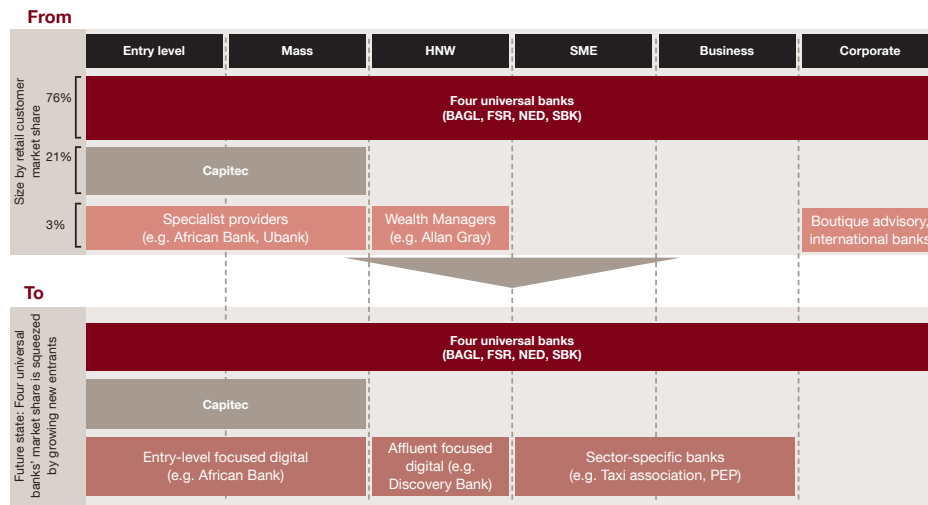 From
Entry level
Mass
HNW
SME
Business
Corporate
Size by retail customer
market share
76%
Four universal banks
(BAGL, FSR, NED, SBK)
21%
Capitec
3%
Specialist providers
(e.g. African Bank, Ubank)
Wealth Managers
(e.g. Allan Gray)
Boutique advisory,
international banks
To
Future state: Four universal
banks' market share is squeezed
by growing new entrants
Four universal banks
(BAGL, FSR, NED, SBK)
Capitec
Entry-level focused digital
(e.g. African Bank)
Affluent focused
digital (e.g.
Discovery Bank)
Sector-specific banks
(e.g. Taxi association, PEP)